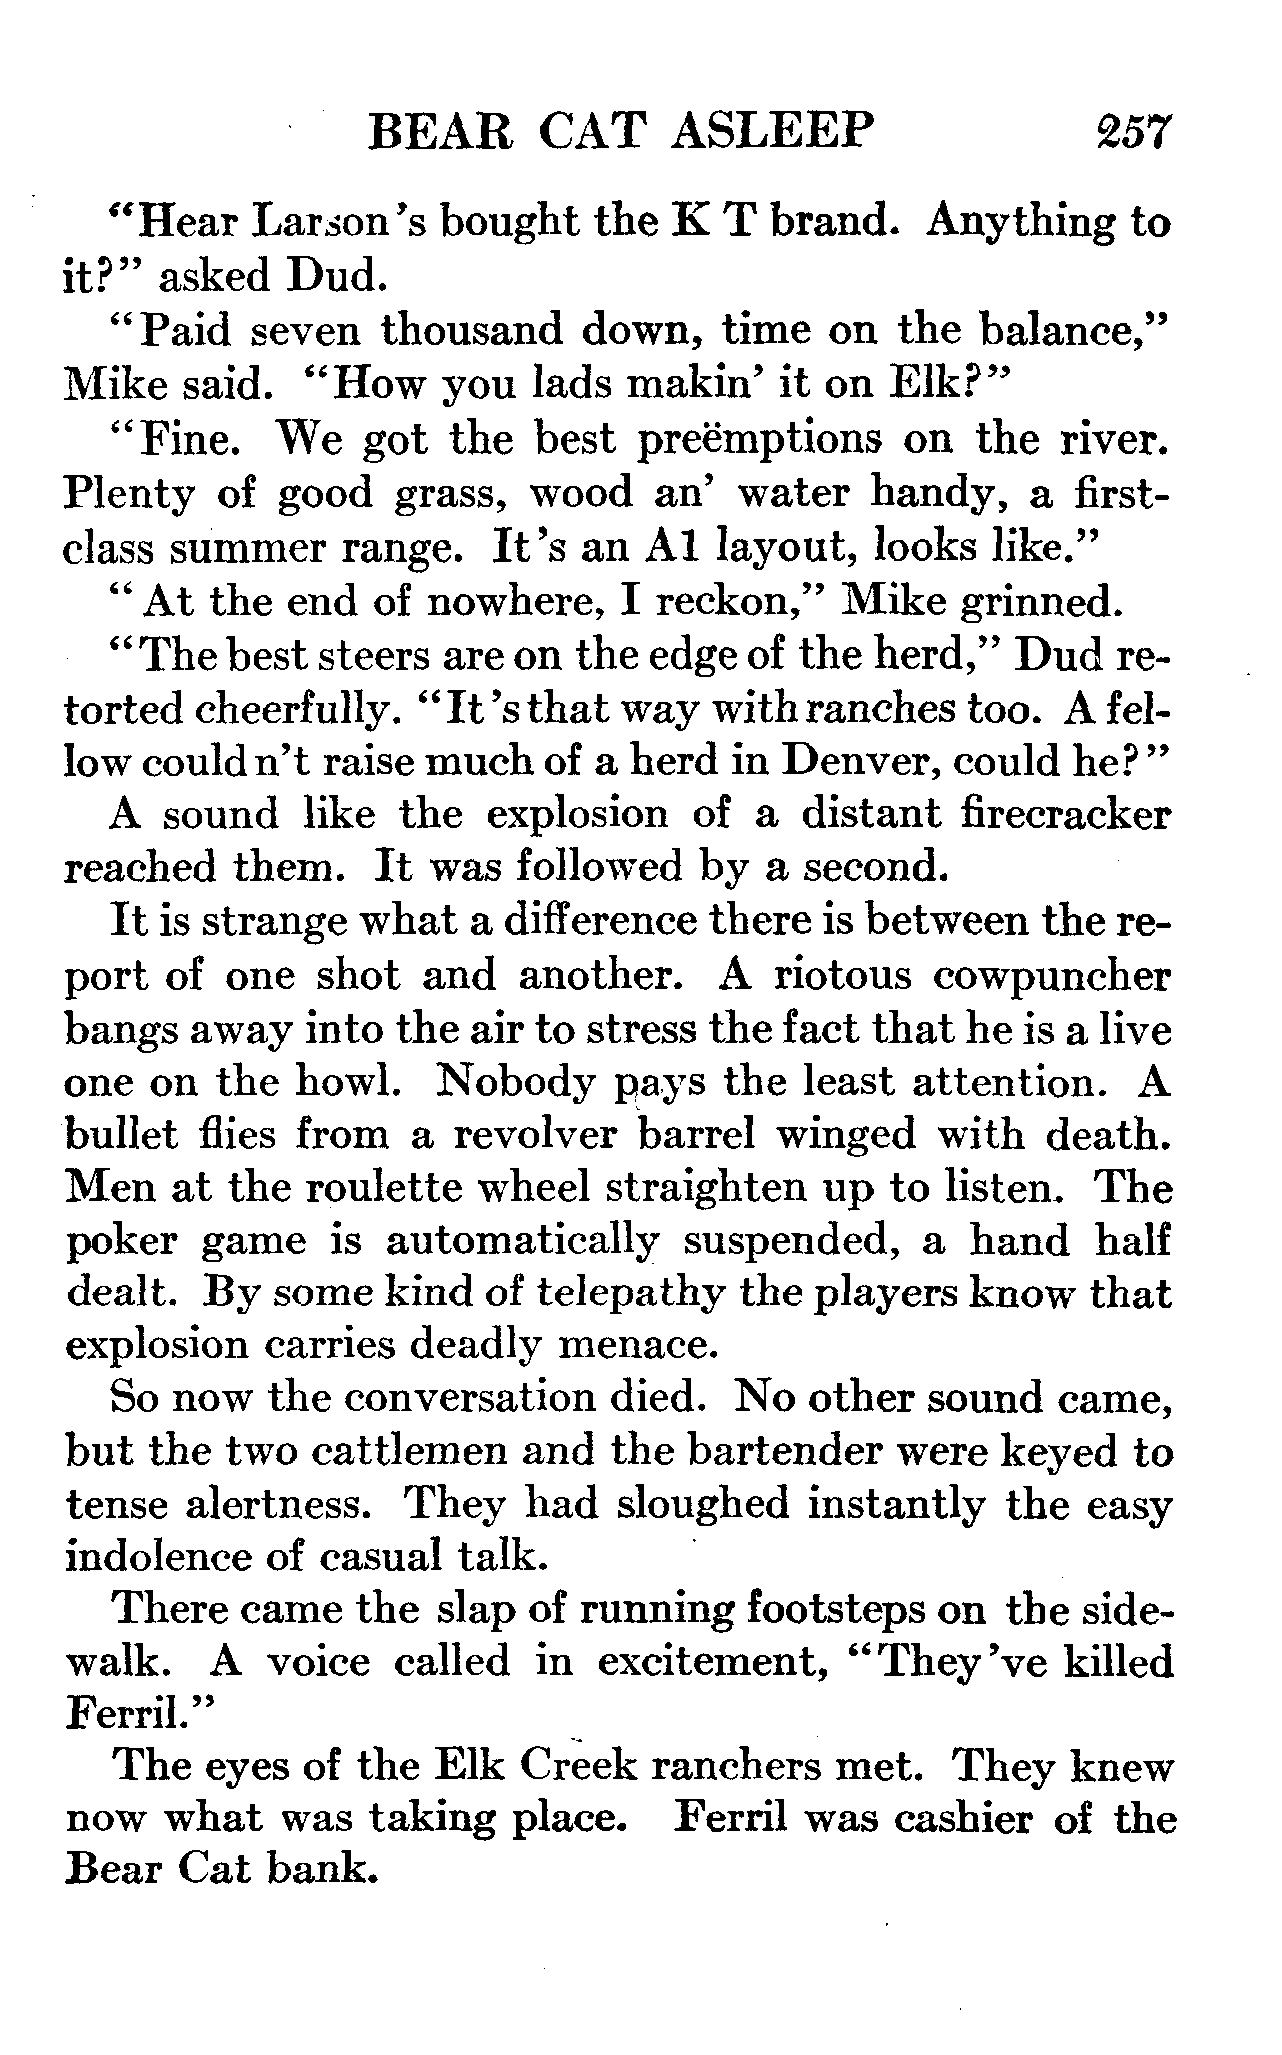 BEAR CAT ASLEEP 257
"Hear Larson's bought the K T brand. Anything to
it?" asked Dud.
"Paid seven thousand down, time on the balance,"
Mike said. "How you lads makin' it on Elk?"
"Fine. We got the best preëmptions on the river.
Plenty of good grass, wood an' water handy, a first-
class summer range. It's an A1 layout, looks like."
"At the end of nowhere, I reckon," Mike grinned.
"The best steers are on the edge of the herd," Dud re-
torted cheerfully. "It's that way with ranches too. A fel-
low couldn't raise much of a herd in Denver, could he?"
A sound like the explosion of a distant firecracker
reached them. It was followed by a second.
It is strange what a difference there is between the re-
port of one shot and another. A riotous cowpuncher
bangs away into the air to stress the fact that he is a live
one on the howl. Nobody pays the least attention. A
bullet flies from a revolver barrel winged with death.
Men at the roulette wheel straighten up to listen. The
poker game is automatically suspended, a hand half
dealt. By some kind of telepathy the players know that
explosion carries deadly menace.
So now the conversation died. No other sound came,
but the two cattlemen and the bartender were keyed to
tense alertness. They had sloughed instantly the easy
indolence of casual talk.
There came the slap of running footsteps on the side-
walk. A voice called in excitement, "They've killed
Ferril."
The eyes of the Elk Creek ranchers met. They knew
now what was taking place. Ferril was cashier of the
Bear Cat bank.